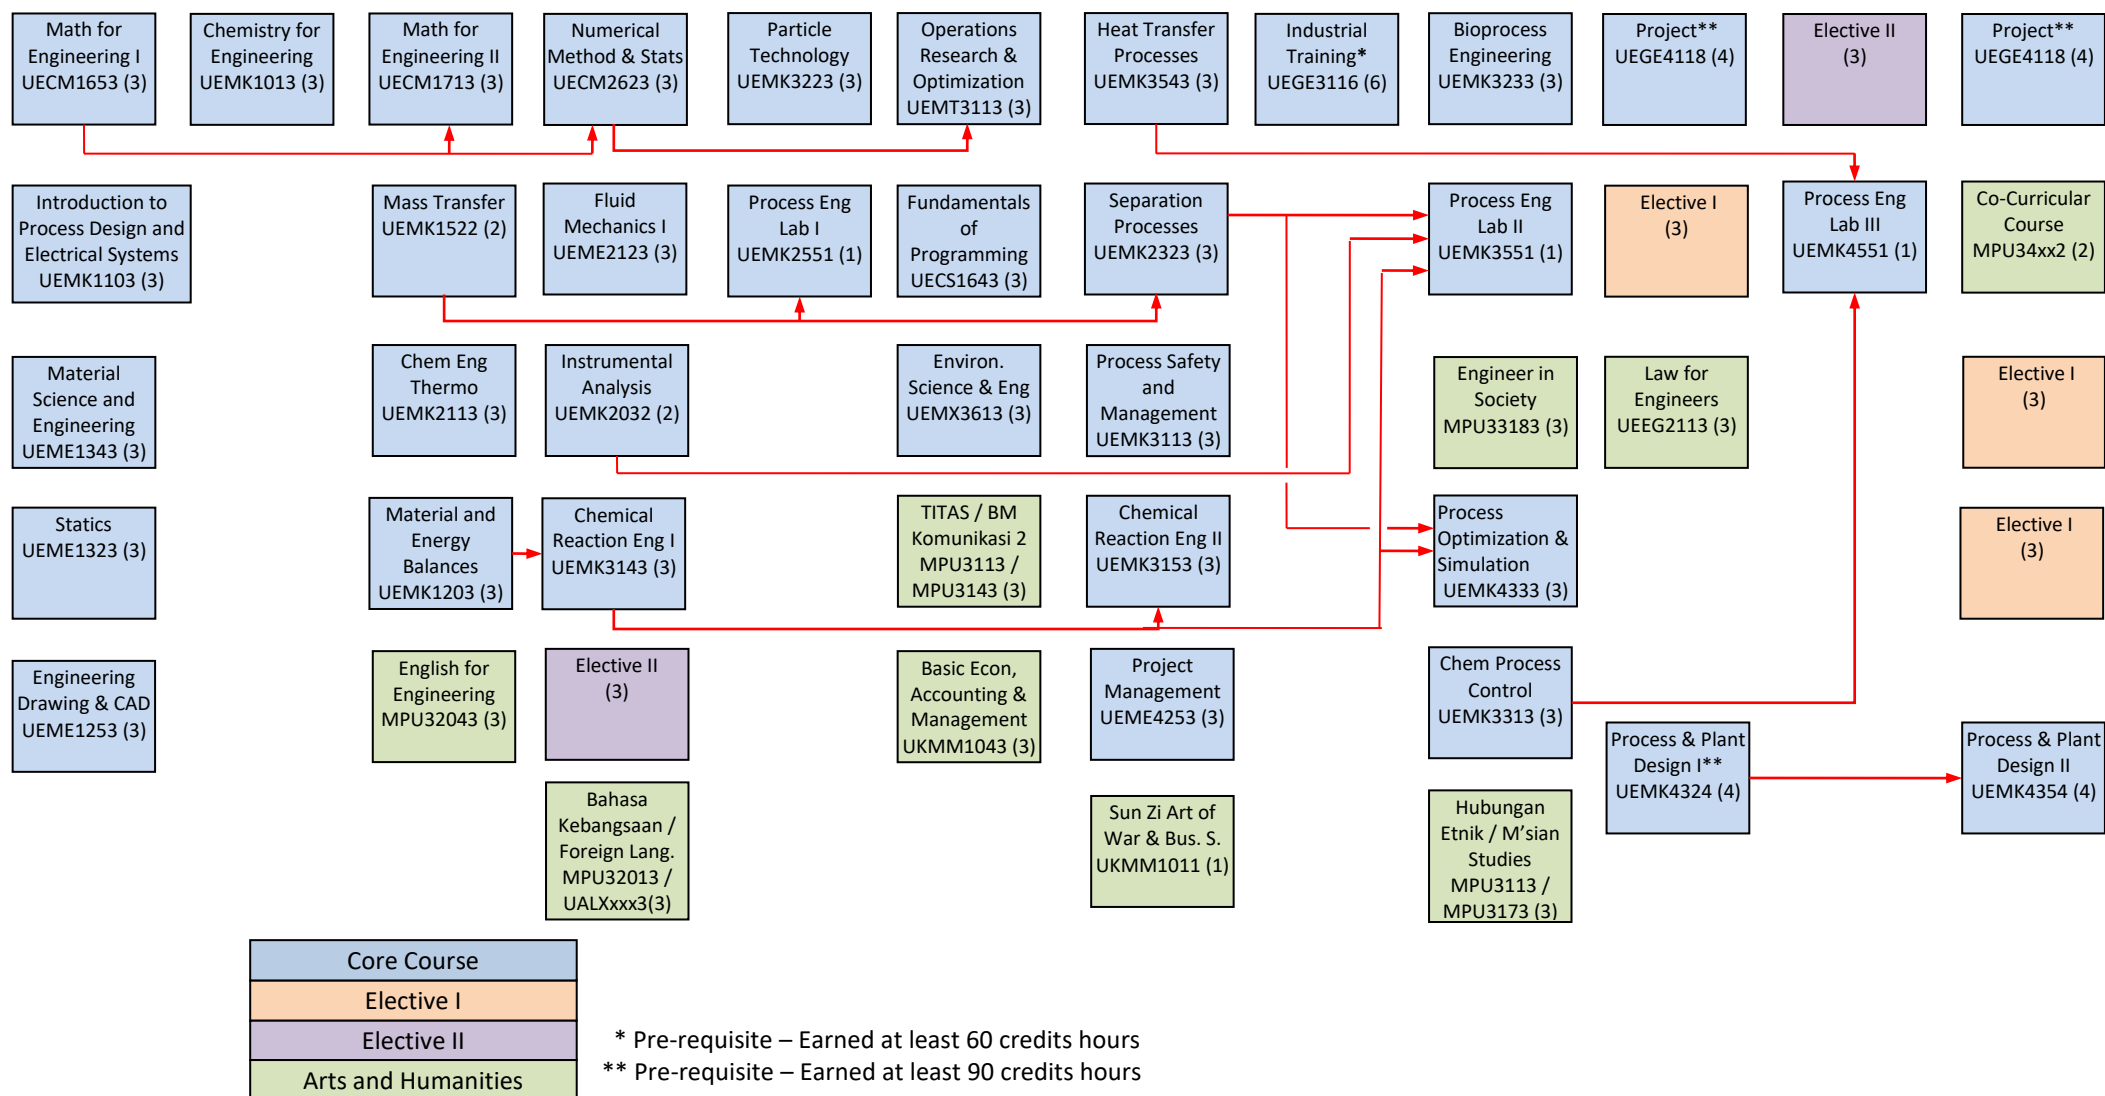 Math for
Engineering I
UECM1653 (3)
Chemistry for
Engineering
UEMK1013 (3)
Math for
Engineering II
UECM1713 (3)
Numerical
Method & Stats
UECM2623 (3)
Particle
Technology
UEMK3223 (3)
Operations
Research &
Optimization
UEMT3113 (3)
Heat Transfer
Processes
UEMK3543 (3)
Industrial
Training*
UEGE3116 (6)
Bioprocess
Engineering
UEMK3233 (3)
Project**
UEGE4118 (4)
Elective II
(3)
Project**
UEGE4118 (4)
Introduction to
Process Design and
Electrical Systems
UEMK1103 (3)
Mass Transfer
UEMK1522 (2)
Fluid
Mechanics I
UEME2123 (3)
Process Eng
Lab I
UEMK2551 (1)
Fundamentals
of
Programming
UECS1643 (3)
Separation
Processes
UEMK2323 (3)
Process Eng
Lab II
UEMK3551 (1)
Elective I
(3)
Process Eng
Lab III
UEMK4551 (1)
Co-Curricular
Course
MPU34xx2 (2)
Material
Science and
Engineering
UEME1343 (3)
Chem Eng
Thermo
UEMK2113 (3)
Instrumental
Analysis
UEMK2032 (2)
Environ.
Science & Eng
UEMX3613 (3)
Process Safety
and
Management
UEMK3113 (3)
Engineer in
Society
MPU33183 (3)
Law for
Engineers
UEEG2113 (3)
Elective I
(3)
Statics
UEME1323 (3)
Material and
Energy
Balances
UEMK1203 (3)
Chemical
Reaction Eng I
UEMK3143 (3)
TITAS / BM
Komunikasi 2
MPU3113 /
MPU3143 (3)
Chemical
Reaction Eng II
UEMK3153 (3)
Process
Optimization &
Simulation
UEMK4333 (3)
Elective I
(3)
Engineering
Drawing & CAD
UEME1253 (3)
English for
Engineering
MPU32043 (3)
Elective II
(3)
Basic Econ,
Accounting &
Management
UKMM1043 (3)
Project
Management
UEME4253 (3)
Chem Process
Control
UEMK3313 (3)
Process & Plant
Design I**
UEMK4324 (4)
Process & Plant
Design II
UEMK4354 (4)
Bahasa
Kebangsaan /
Foreign Lang.
MPU32013 /
UALXxxx3(3)
Sun Zi Art of
War & Bus. S.
UKMM1011 (1)
Hubungan
Etnik / M’sian
Studies
MPU3113 /
MPU3173 (3)
Core Course
Elective I
Elective II
Arts and Humanities
* Pre-requisite – Earned at least 60 credits hours
** Pre-requisite – Earned at least 90 credits hours